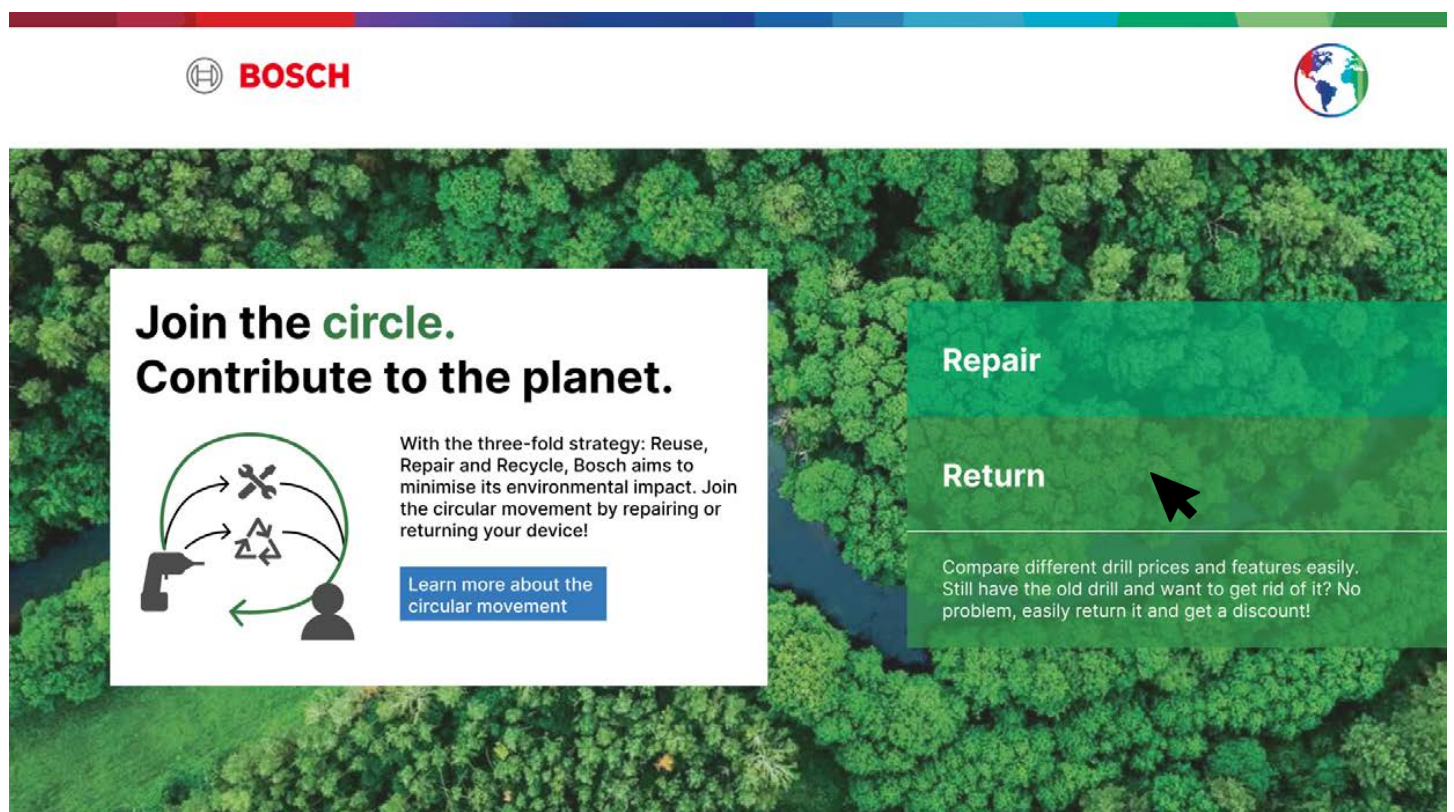 BOSCH
Join the circle.
Contribute to the planet.
With the three-fold strategy: Reuse,
Repair and Recycle, Bosch aims to
minimise its environmental impact. Join
the circular movement by repairing or
returning your device!
Learn more about the
circular movement
Repair
Return
Compare different drill prices and features easily.
Still have the old drill and want to get rid of it? No
problem, easily return it and get a discount!